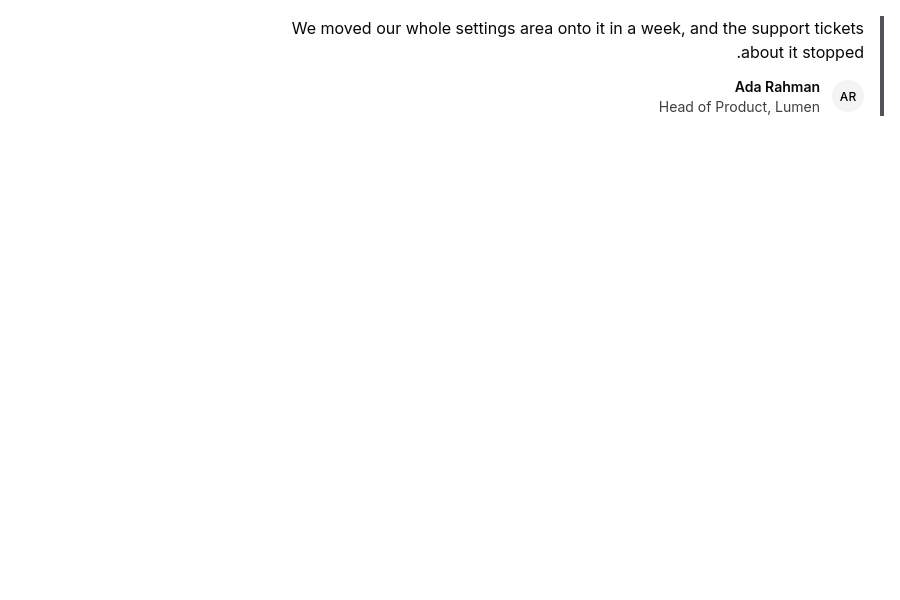 We moved our whole settings area onto it in a week, and the support tickets
.about it stopped
AR
Ada Rahman
Head of Product, Lumen